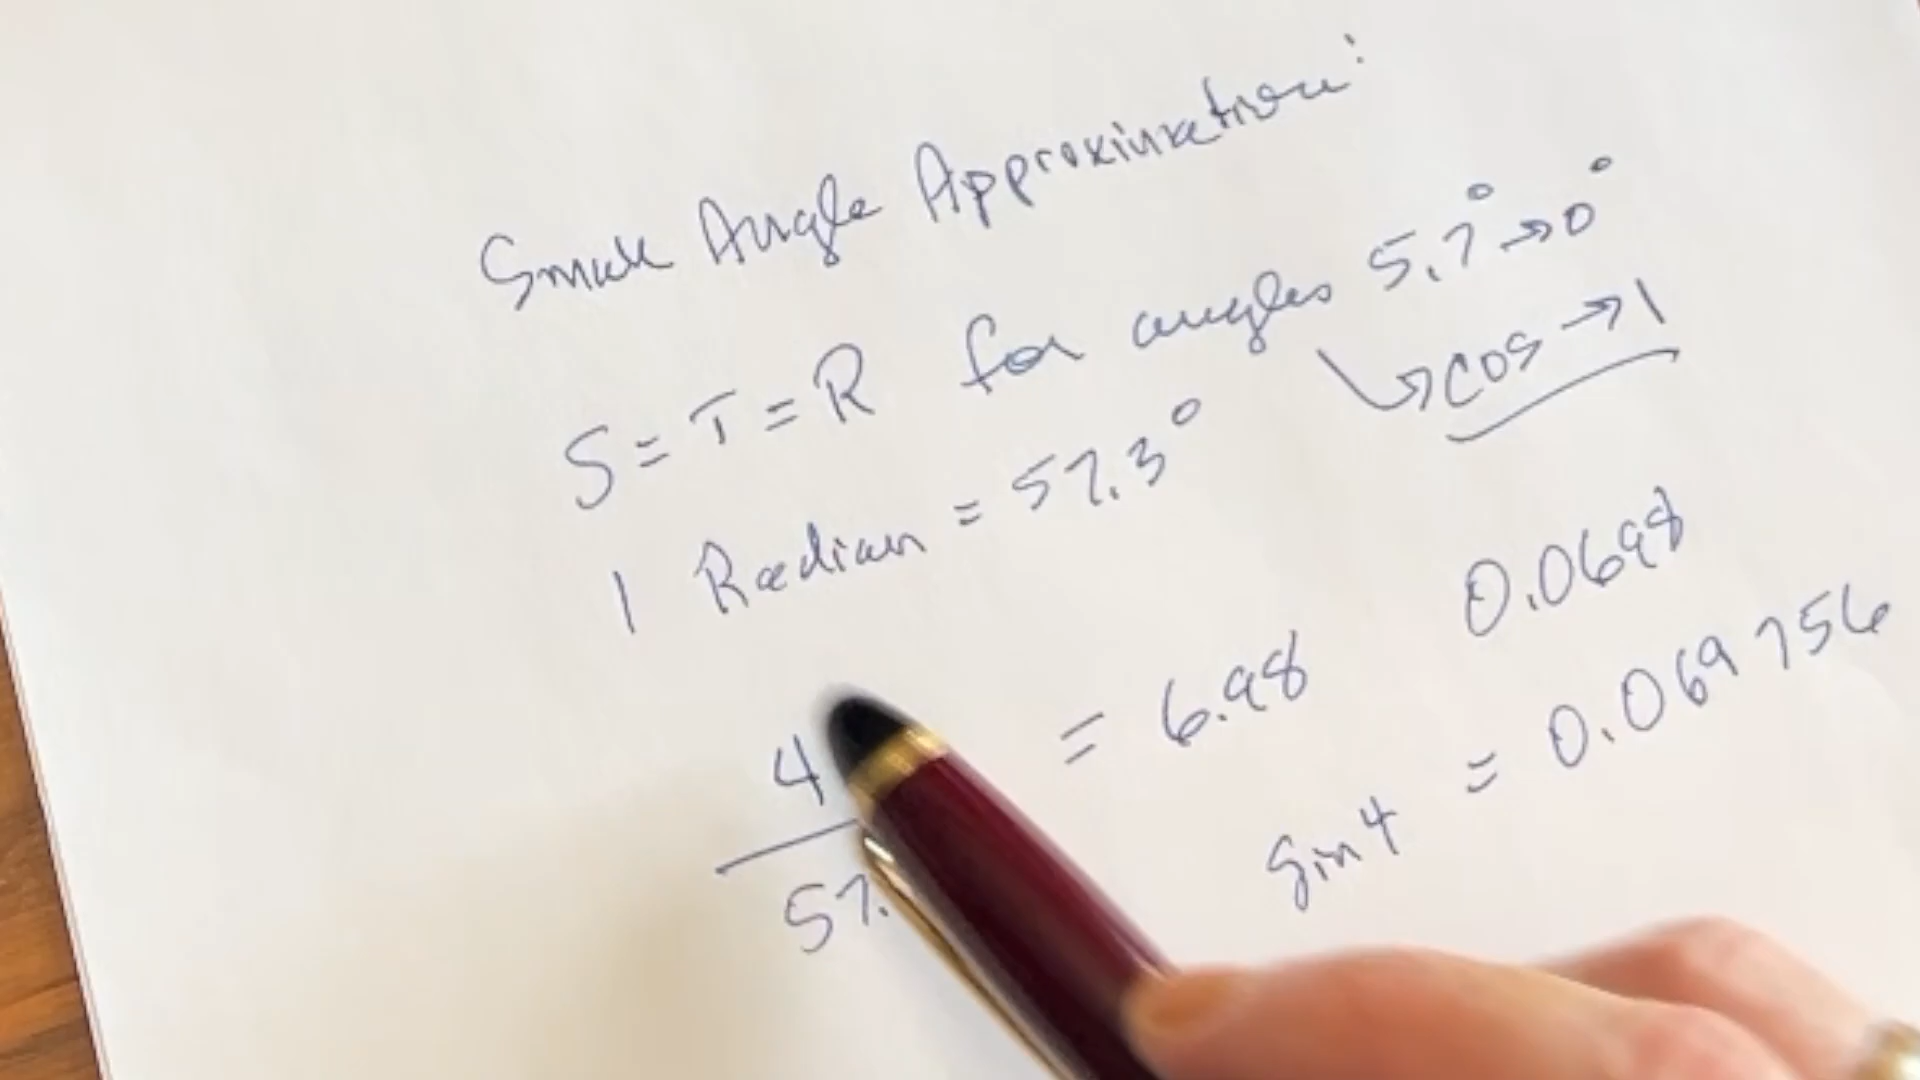 Small Angle Approximation:
S = T = R for angles 5.7° → 0°
↳ cos → 1
1 Radian = 57.3°
0.0698
4 = 6.98
57.
sin 4 = 0.069756